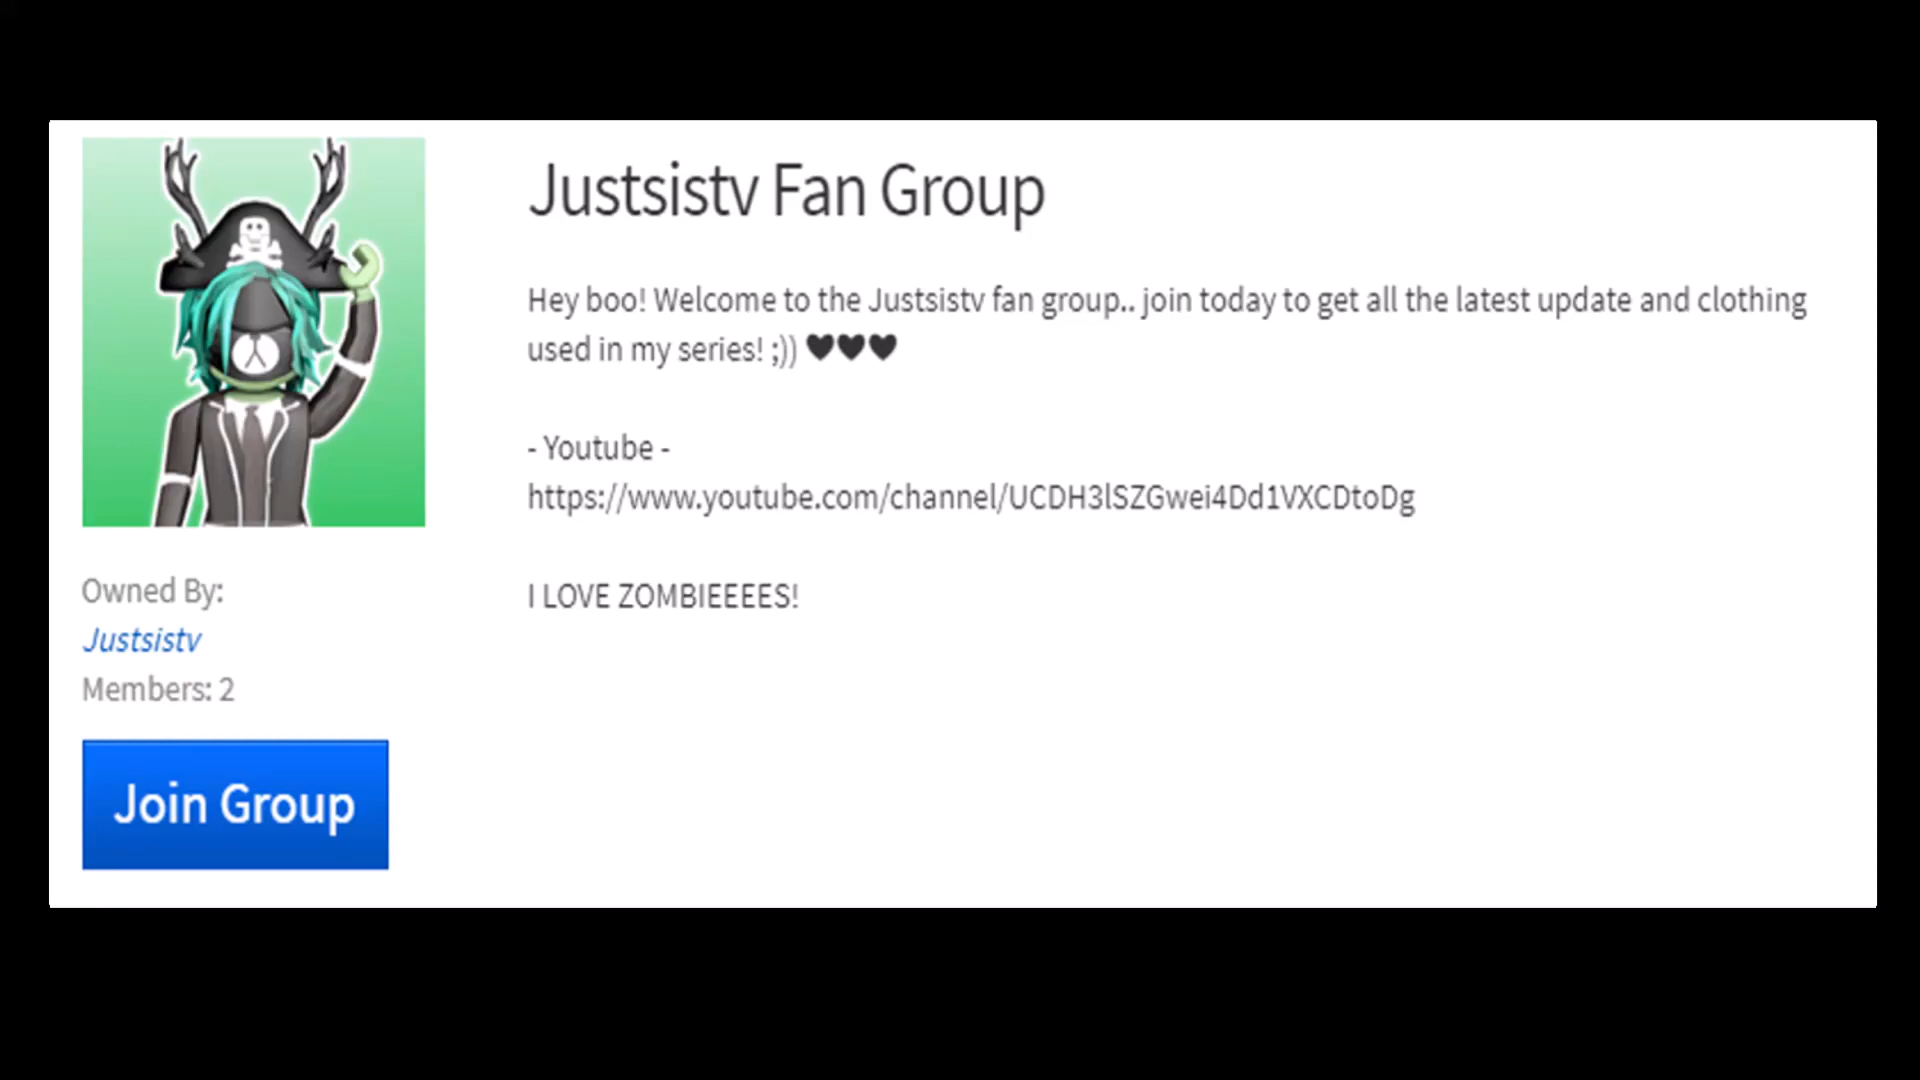 Justsistv Fan Group
Hey boo! Welcome to the Justsistv fan group.. join today to get all the latest update and clothing
used in my series! ;)) ♥♥♥
- Youtube -
https://www.youtube.com/channel/UCDH3lSZGwei4Dd1VXCDtoDg
I LOVE ZOMBIEEEES!
Owned By:
Justsistv
Members: 2
Join Group